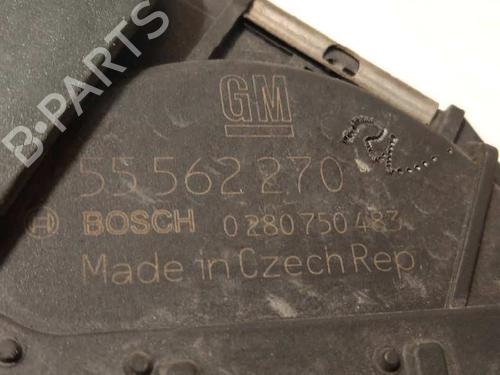 B-PARTS
GM
55 562 270
BOSCH 0 280 750 483
Made in Czech Rep.